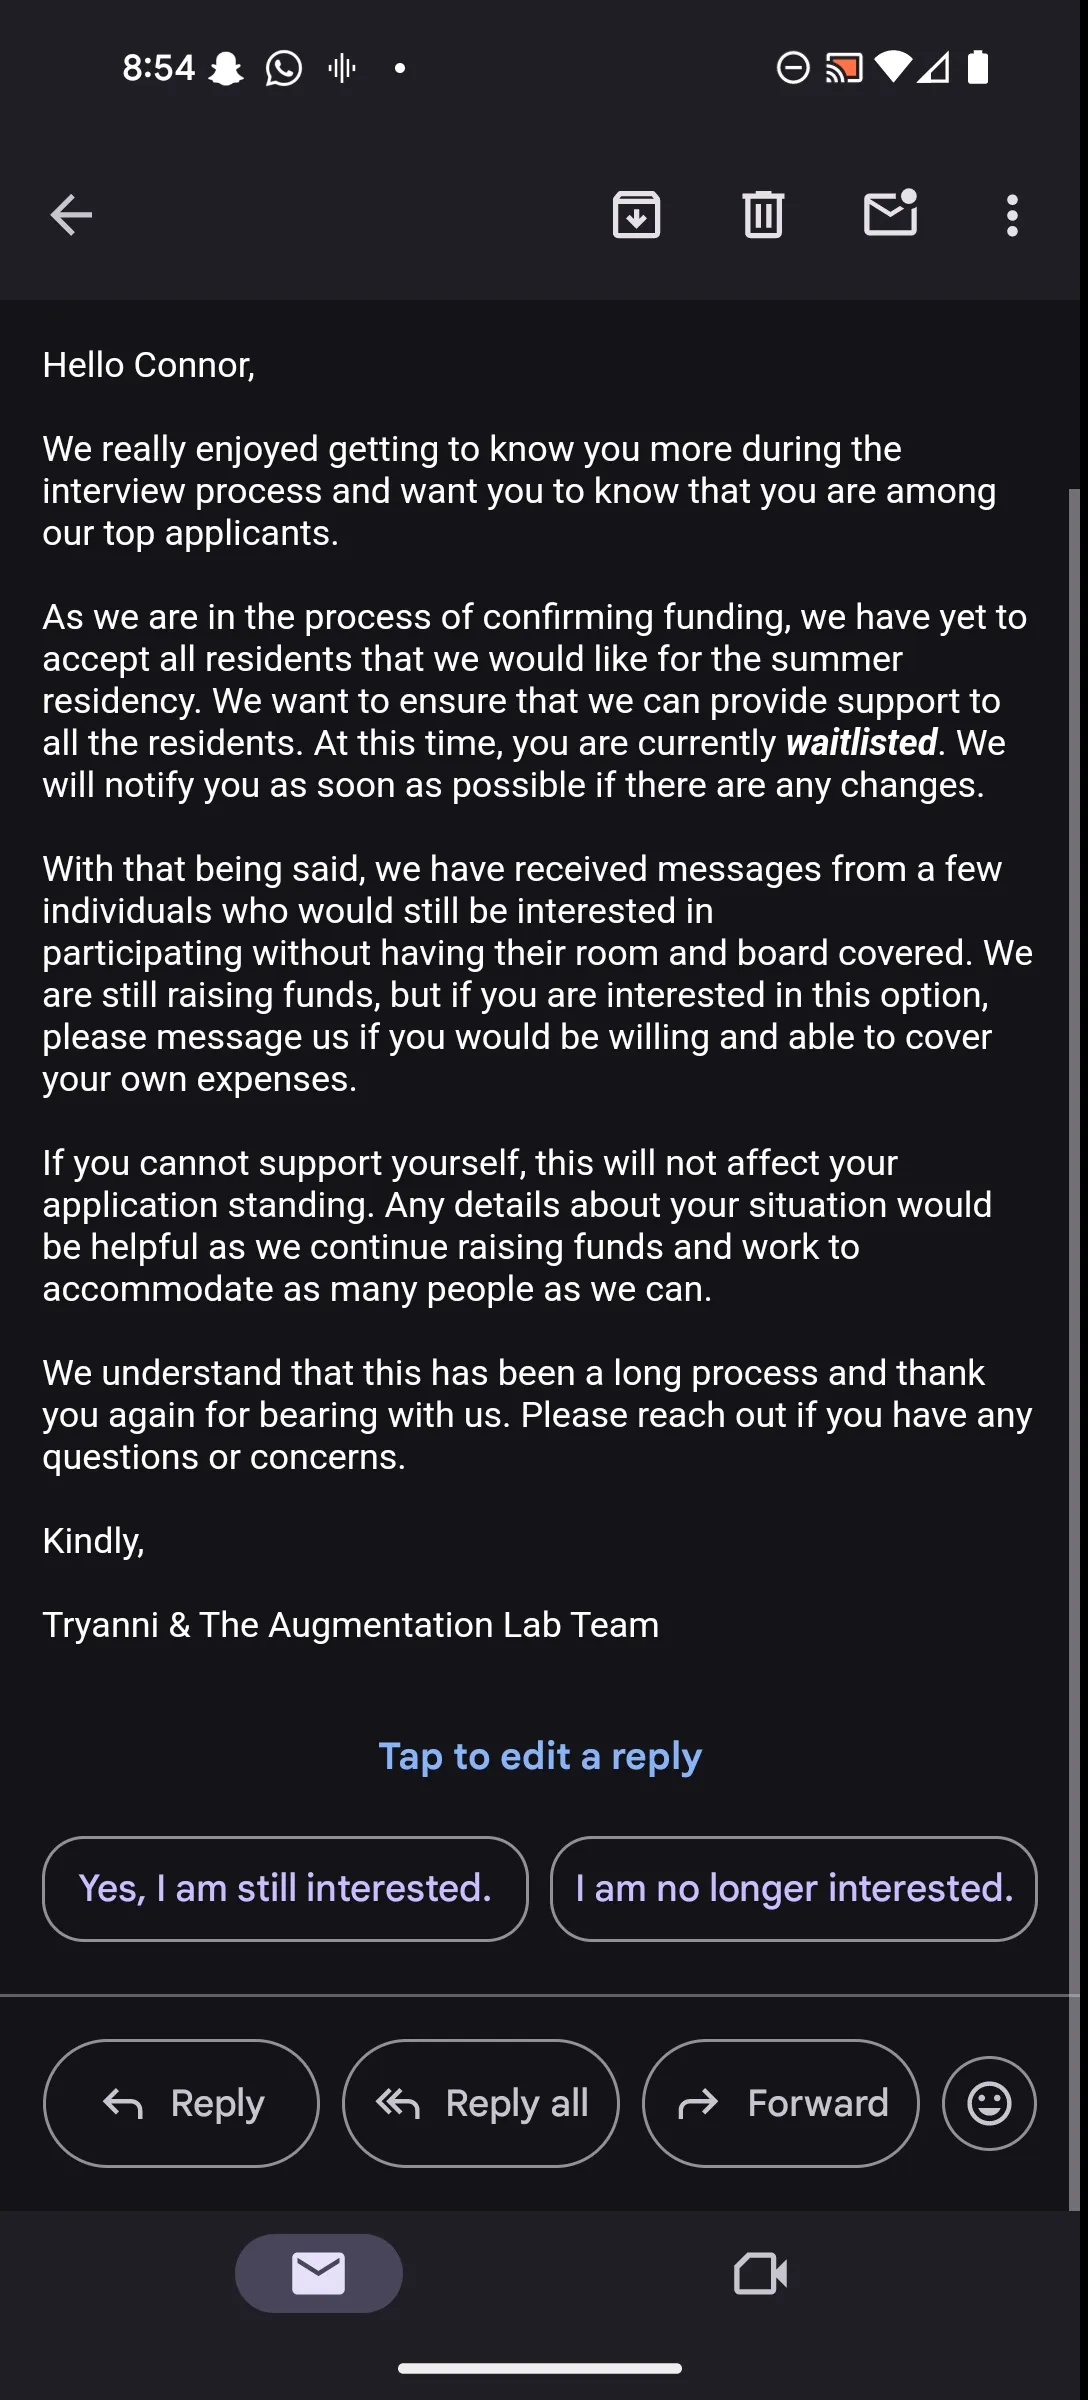 8:54
Hello Connor,
We really enjoyed getting to know you more during the
interview process and want you to know that you are among
our top applicants.
As we are in the process of confirming funding, we have yet to
accept all residents that we would like for the summer
residency. We want to ensure that we can provide support to
all the residents. At this time, you are currently waitlisted. We
will notify you as soon as possible if there are any changes.
With that being said, we have received messages from a few
individuals who would still be interested in
participating without having their room and board covered. We
are still raising funds, but if you are interested in this option,
please message us if you would be willing and able to cover
your own expenses.
If you cannot support yourself, this will not affect your
application standing. Any details about your situation would
be helpful as we continue raising funds and work to
accommodate as many people as we can.
We understand that this has been a long process and thank
you again for bearing with us. Please reach out if you have any
questions or concerns.
Kindly,
Tryanni & The Augmentation Lab Team
Tap to edit a reply
Yes, I am still interested.
I am no longer interested.
Reply
Reply all
Forward